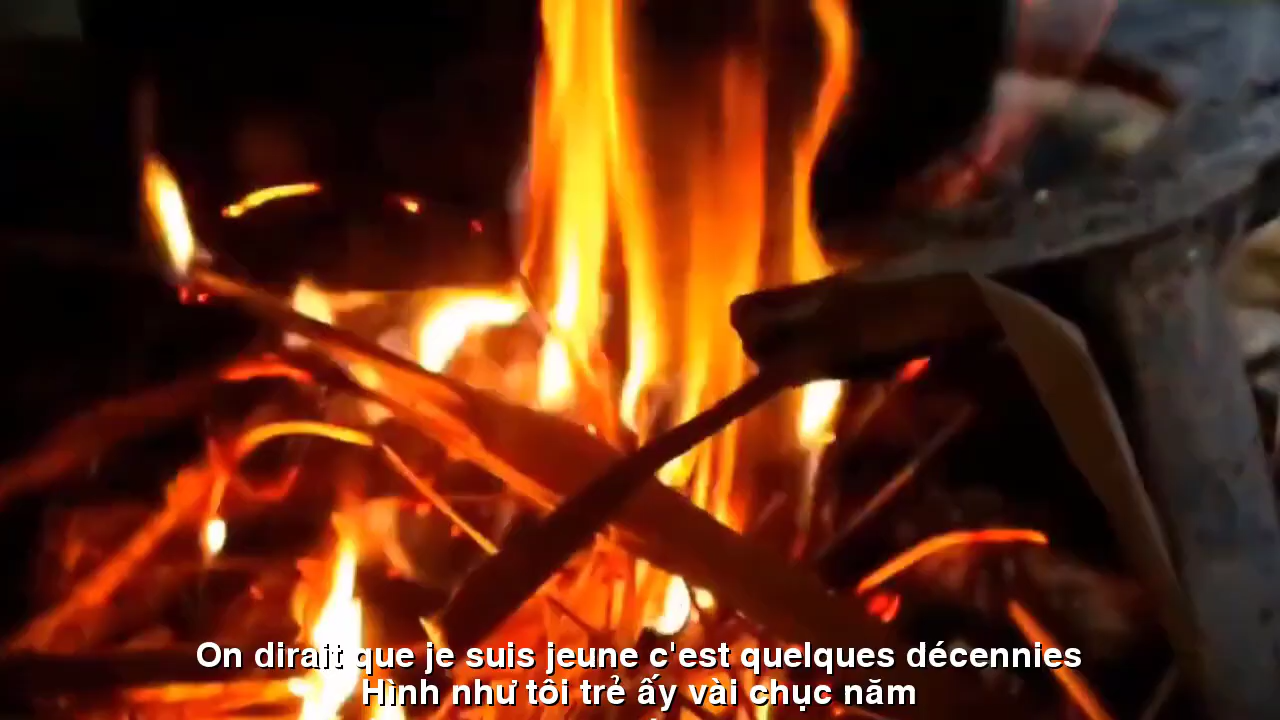 On dirait que je suis jeune c'est quelques décennies
Hình như tôi trẻ ấy vài chục năm